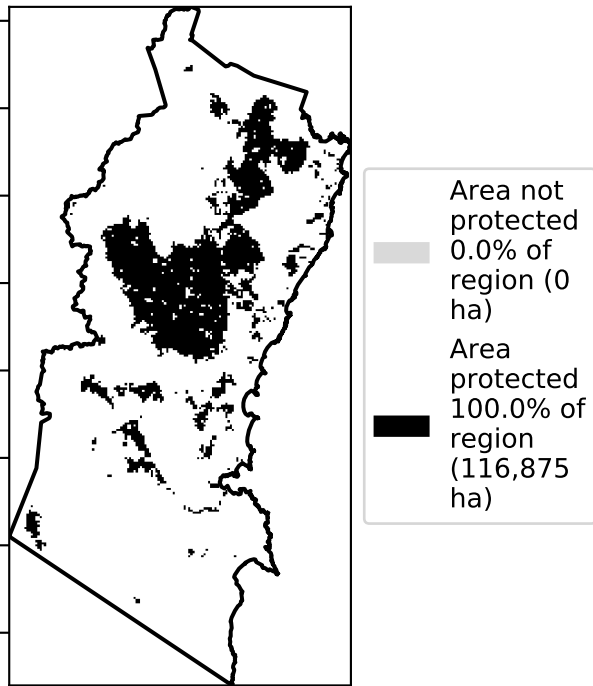 Area not
protected
0.0% of
region (0
ha)
Area
protected
100.0% of
region
(116,875
ha)